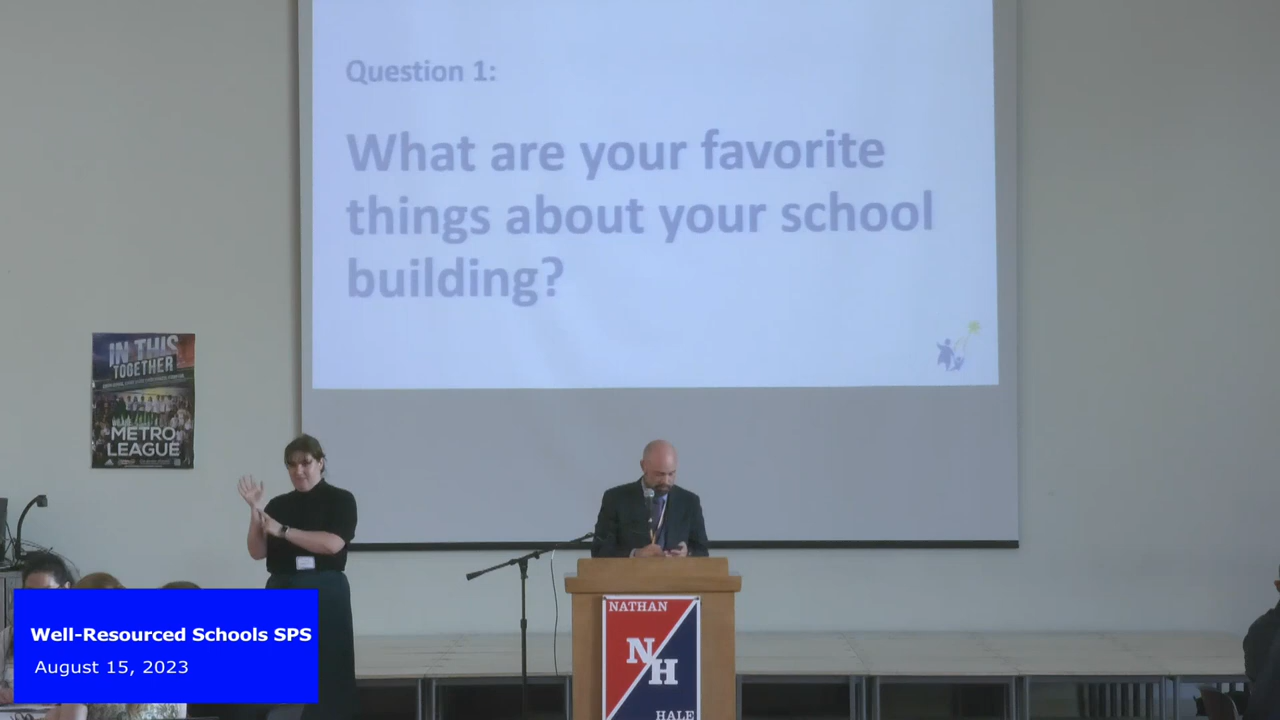 Question 1:
What are your favorite
things about your school
building?
IN THIS
TOGETHER
METRO
LEAGUE
NATHAN
NH
HALE
Well-Resourced Schools SPS
August 15, 2023